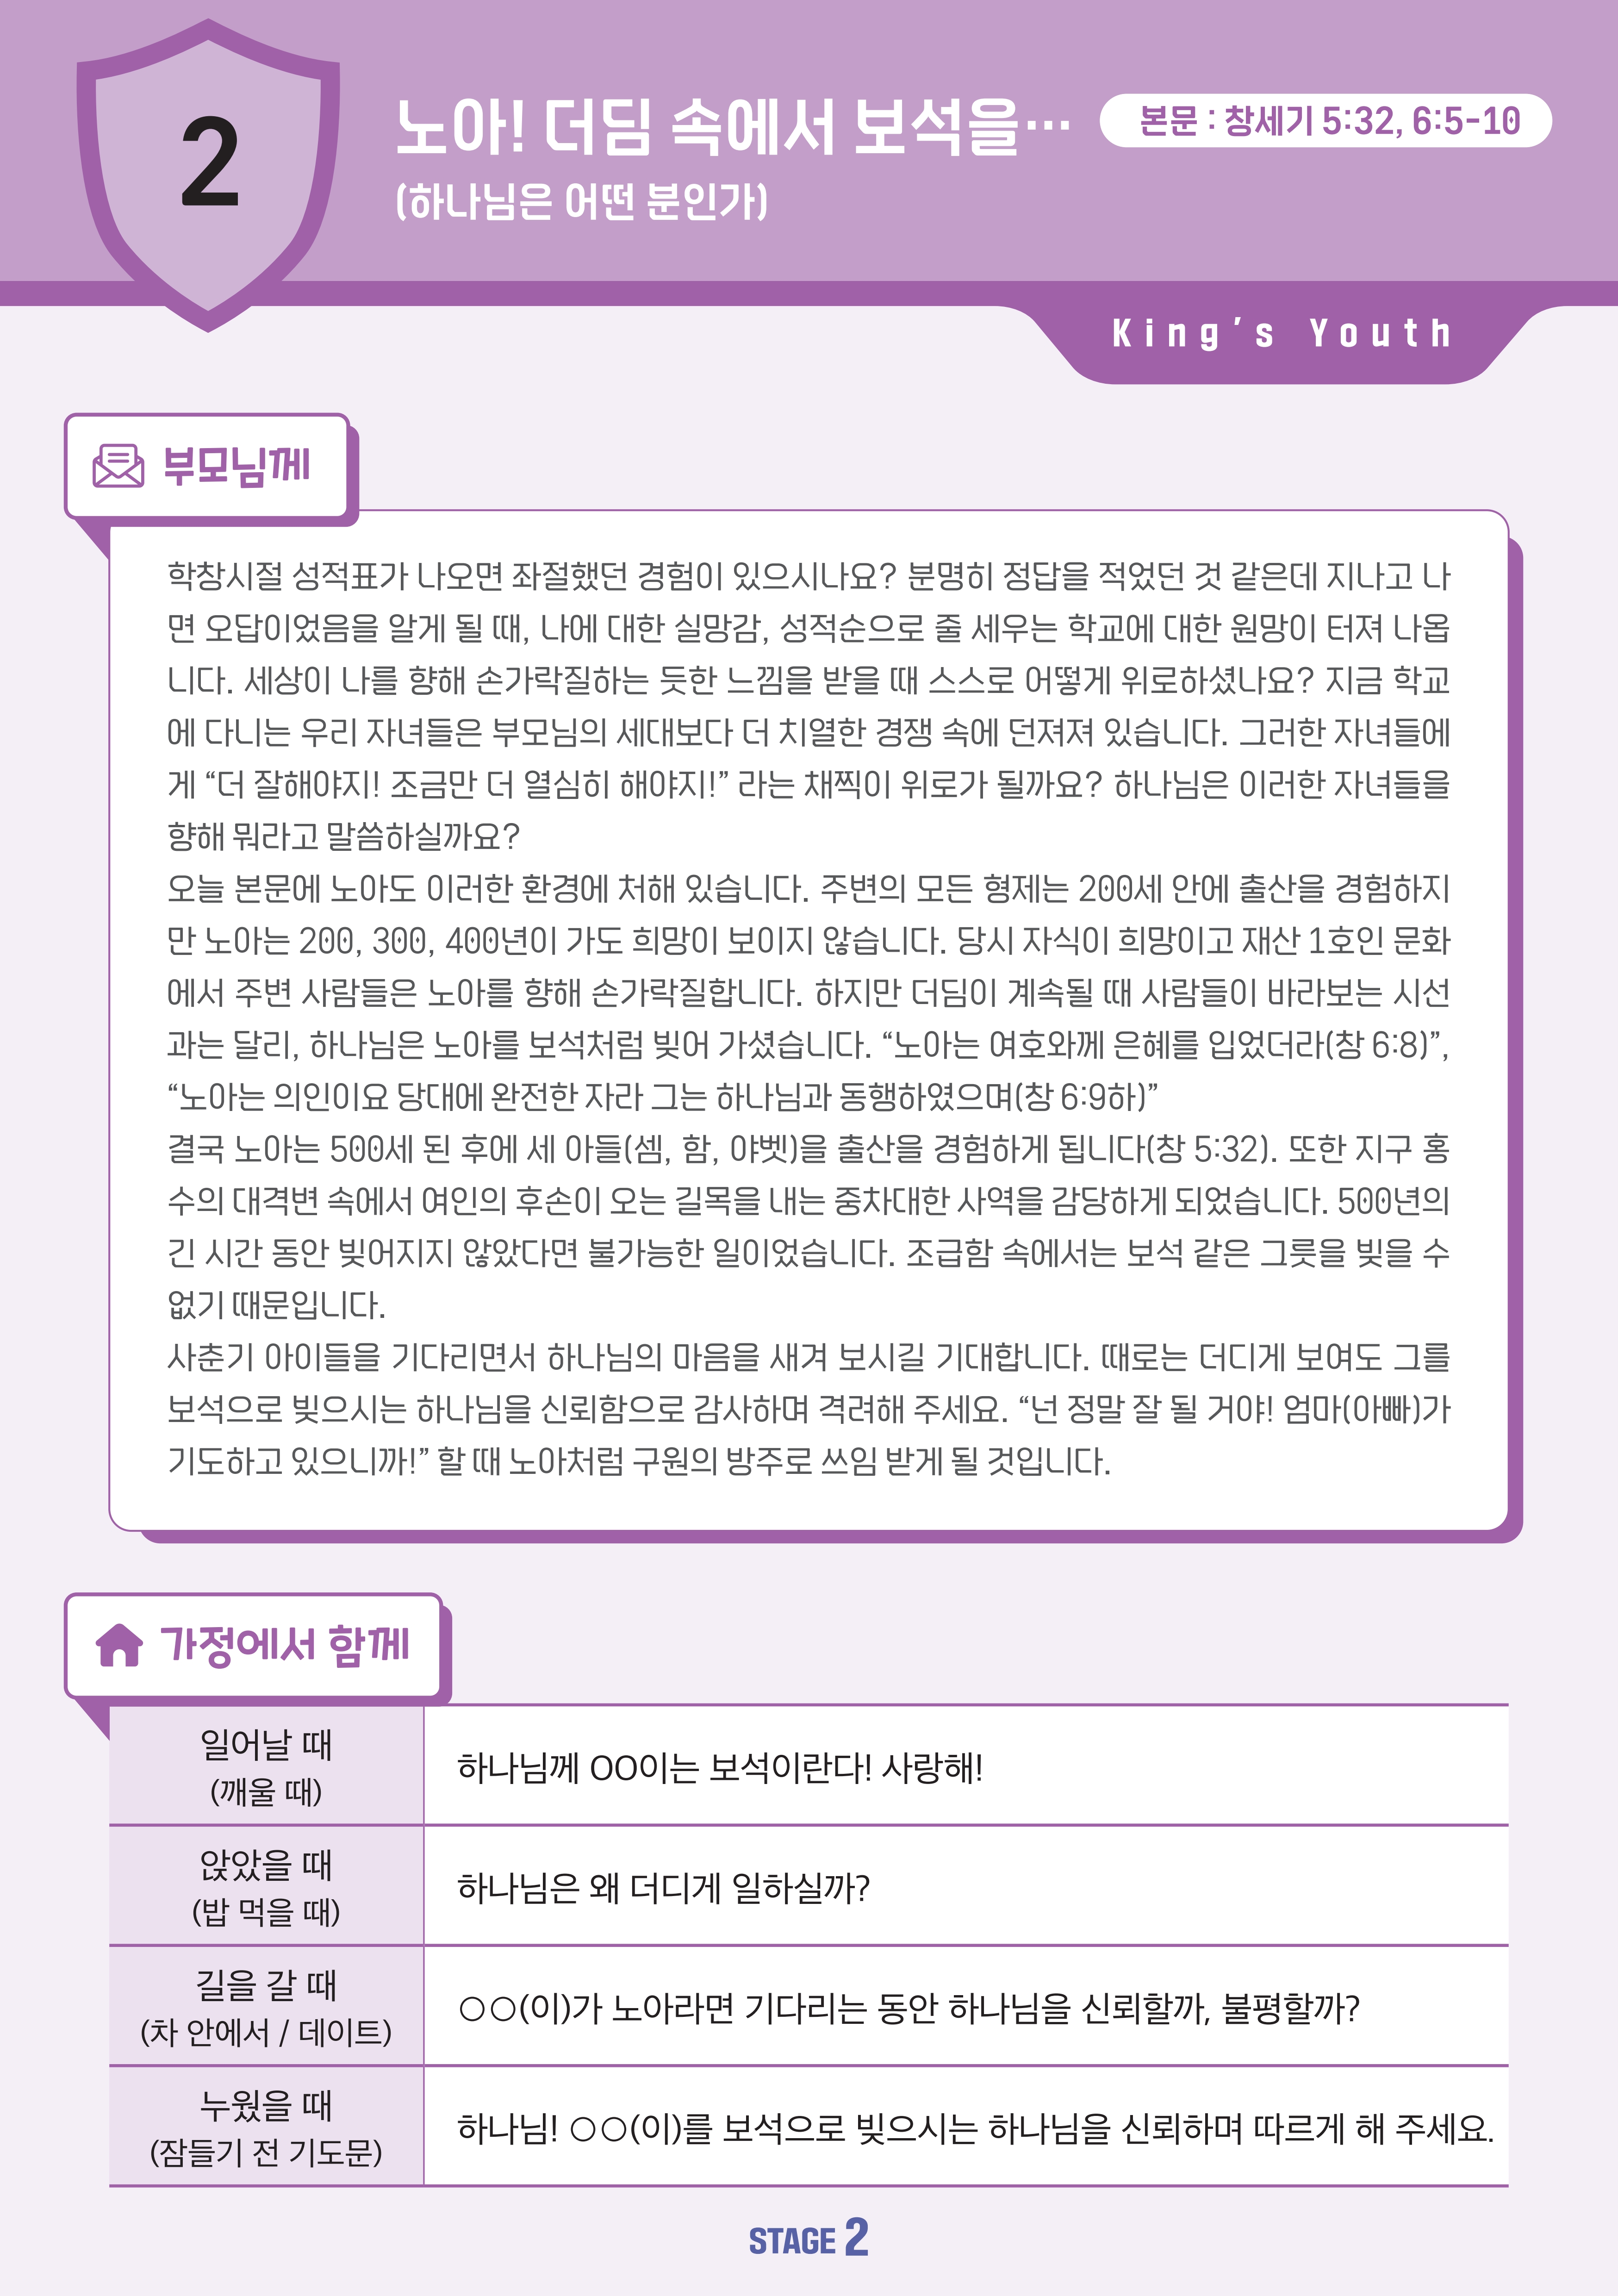 2
노아! 더딤 속에서 보석을…
본문 : 창세기 5:32, 6:5-10
(하나님은 어떤 분인가)
King's Youth
부모님께
학창시절 성적표가 나오면 좌절했던 경험이 있으시나요? 분명히 정답을 적었던 것 같은데 지나고 나
면 오답이었음을 알게 될 때, 나에 대한 실망감, 성적순으로 줄 세우는 학교에 대한 원망이 터져 나옵
니다. 세상이 나를 향해 손가락질하는 듯한 느낌을 받을 때 스스로 어떻게 위로하셨나요? 지금 학교
에 다니는 우리 자녀들은 부모님의 세대보다 더 치열한 경쟁 속에 던져져 있습니다. 그러한 자녀들에
게 “더 잘해야지! 조금만 더 열심히 해야지!” 라는 채찍이 위로가 될까요? 하나님은 이러한 자녀들을
향해 뭐라고 말씀하실까요?
오늘 본문에 노아도 이러한 환경에 처해 있습니다. 주변의 모든 형제는 200세 안에 출산을 경험하지
만 노아는 200, 300, 400년이 가도 희망이 보이지 않습니다. 당시 자식이 희망이고 재산 1호인 문화
에서 주변 사람들은 노아를 향해 손가락질합니다. 하지만 더딤이 계속될 때 사람들이 바라보는 시선
과는 달리, 하나님은 노아를 보석처럼 빚어 가셨습니다. “노아는 여호와께 은혜를 입었더라(창 6:8)”,
“노아는 의인이요 당대에 완전한 자라 그는 하나님과 동행하였으며(창 6:9하)”
결국 노아는 500세 된 후에 세 아들(셈, 함, 야벳)을 출산을 경험하게 됩니다(창 5:32). 또한 지구 홍
수의 대격변 속에서 여인의 후손이 오는 길목을 내는 중차대한 사역을 감당하게 되었습니다. 500년의
긴 시간 동안 빚어지지 않았다면 불가능한 일이었습니다. 조급함 속에서는 보석 같은 그릇을 빚을 수
없기 때문입니다.
사춘기 아이들을 기다리면서 하나님의 마음을 새겨 보시길 기대합니다. 때로는 더디게 보여도 그를
보석으로 빚으시는 하나님을 신뢰함으로 감사하며 격려해 주세요. “넌 정말 잘 될 거야! 엄마(아빠)가
기도하고 있으니까!” 할 때 노아처럼 구원의 방주로 쓰임 받게 될 것입니다.
가정에서 함께
일어날 때
(깨울 때)
하나님께 OO이는 보석이란다! 사랑해!
앉았을 때
(밥 먹을 때)
하나님은 왜 더디게 일하실까?
길을 갈 때
(차 안에서 / 데이트)
○○(이)가 노아라면 기다리는 동안 하나님을 신뢰할까, 불평할까?
누웠을 때
(잠들기 전 기도문)
하나님! ○○(이)를 보석으로 빚으시는 하나님을 신뢰하며 따르게 해 주세요.
STAGE 2